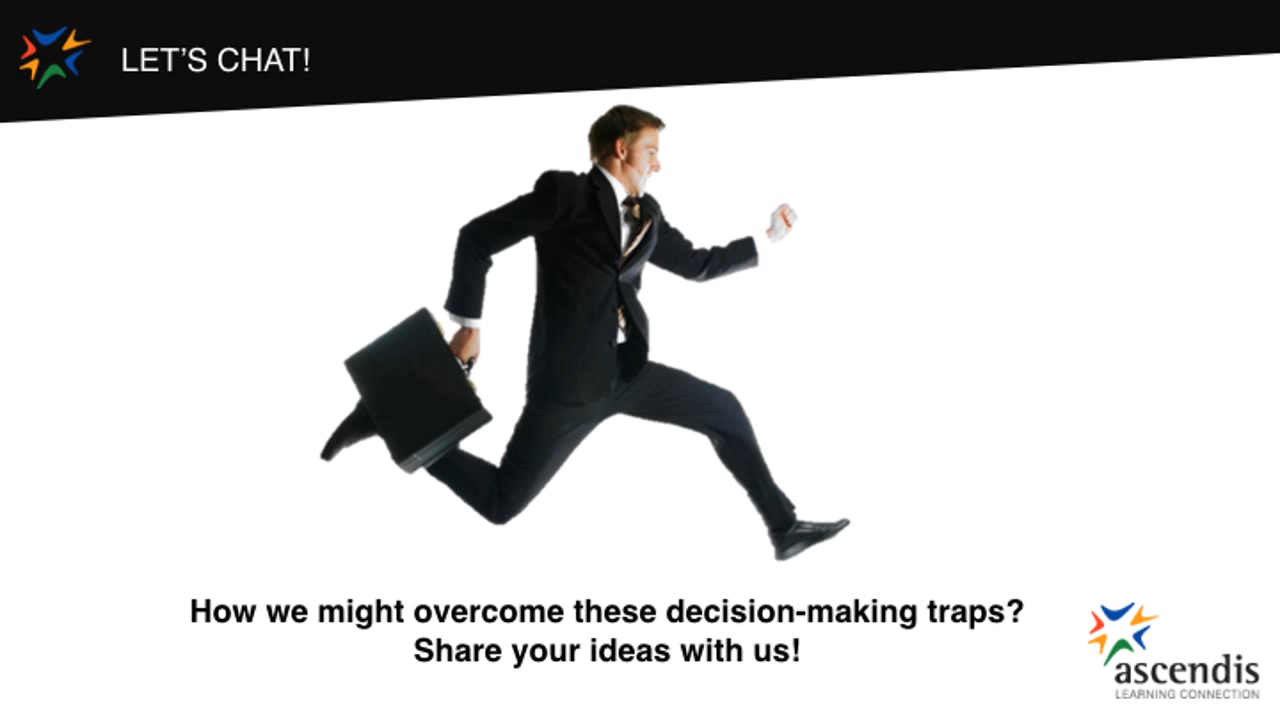 LET’S CHAT!
How we might overcome these decision-making traps?
Share your ideas with us!
ascendis
LEARNING CONNECTION